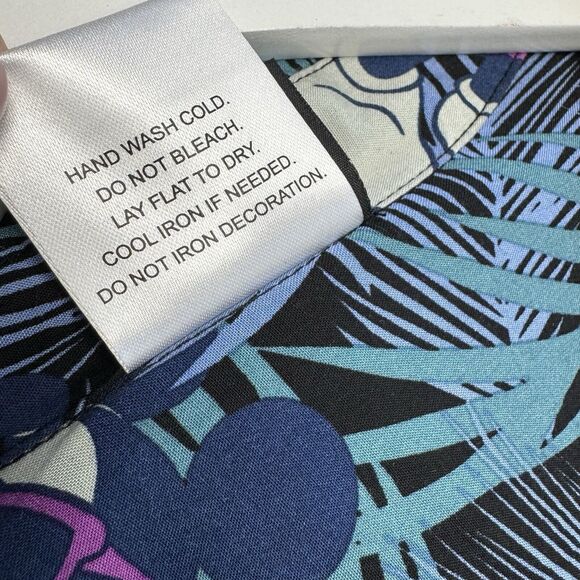 HAND WASH COLD.
DO NOT BLEACH.
LAY FLAT TO DRY.
COOL IRON IF NEEDED.
DO NOT IRON DECORATION.